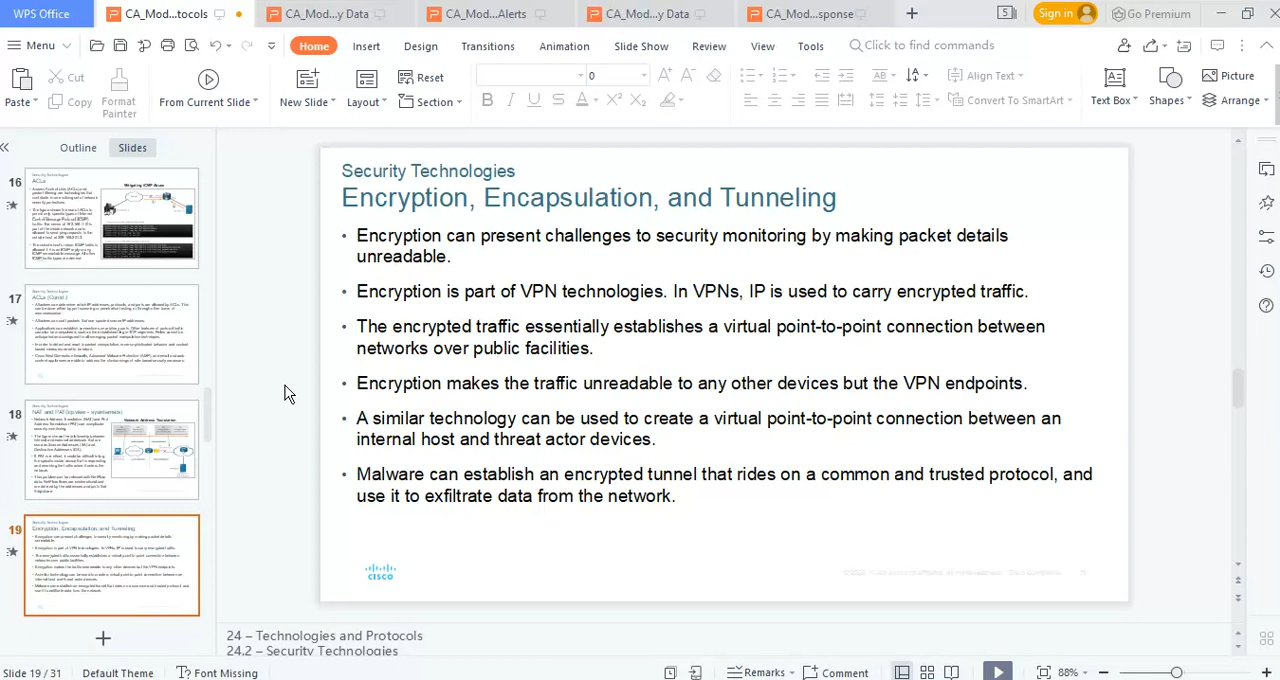 WPS Office
CA_Mod...tocols
CA_Mod...y Data
CA_Mod...Alerts
CA_Mod...y Data
CA_Mod...sponse
5
Sign in
Go Premium
Menu
Home
Insert
Design
Transitions
Animation
Slide Show
Review
View
Tools
Click to find commands
Paste
Cut
Copy
Format
Painter
From Current Slide
New Slide
Layout
Reset
Section
0
Align Text
Convert To SmartArt
Text Box
Shapes
Picture
Arrange
Outline
Slides
16
17
18
19
Security Technologies
Encryption, Encapsulation, and Tunneling
• Encryption can present challenges to security monitoring by making packet details
unreadable.
• Encryption is part of VPN technologies. In VPNs, IP is used to carry encrypted traffic.
• The encrypted traffic essentially establishes a virtual point-to-point connection between
networks over public facilities.
• Encryption makes the traffic unreadable to any other devices but the VPN endpoints.
• A similar technology can be used to create a virtual point-to-point connection between an
internal host and threat actor devices.
• Malware can establish an encrypted tunnel that rides on a common and trusted protocol, and
use it to exfiltrate data from the network.
CISCO
24 – Technologies and Protocols
24.2 – Security Technologies
Slide 19 / 31
Default Theme
Font Missing
Remarks
Comment
88%